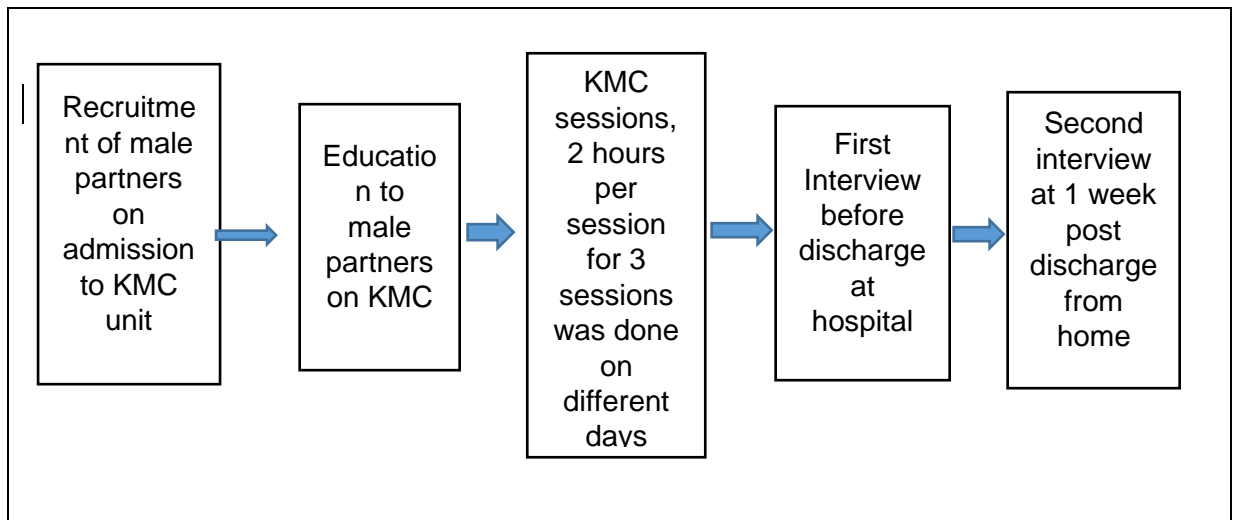 Recruitme
nt of male
partners
on
admission
to KMC
unit
Educatio
n to
male
partners
on KMC
KMC
sessions,
2 hours
per
session
for 3
sessions
was done
on
different
days
First
Interview
before
discharge
at
hospital
Second
interview
at 1 week
post
discharge
from
home